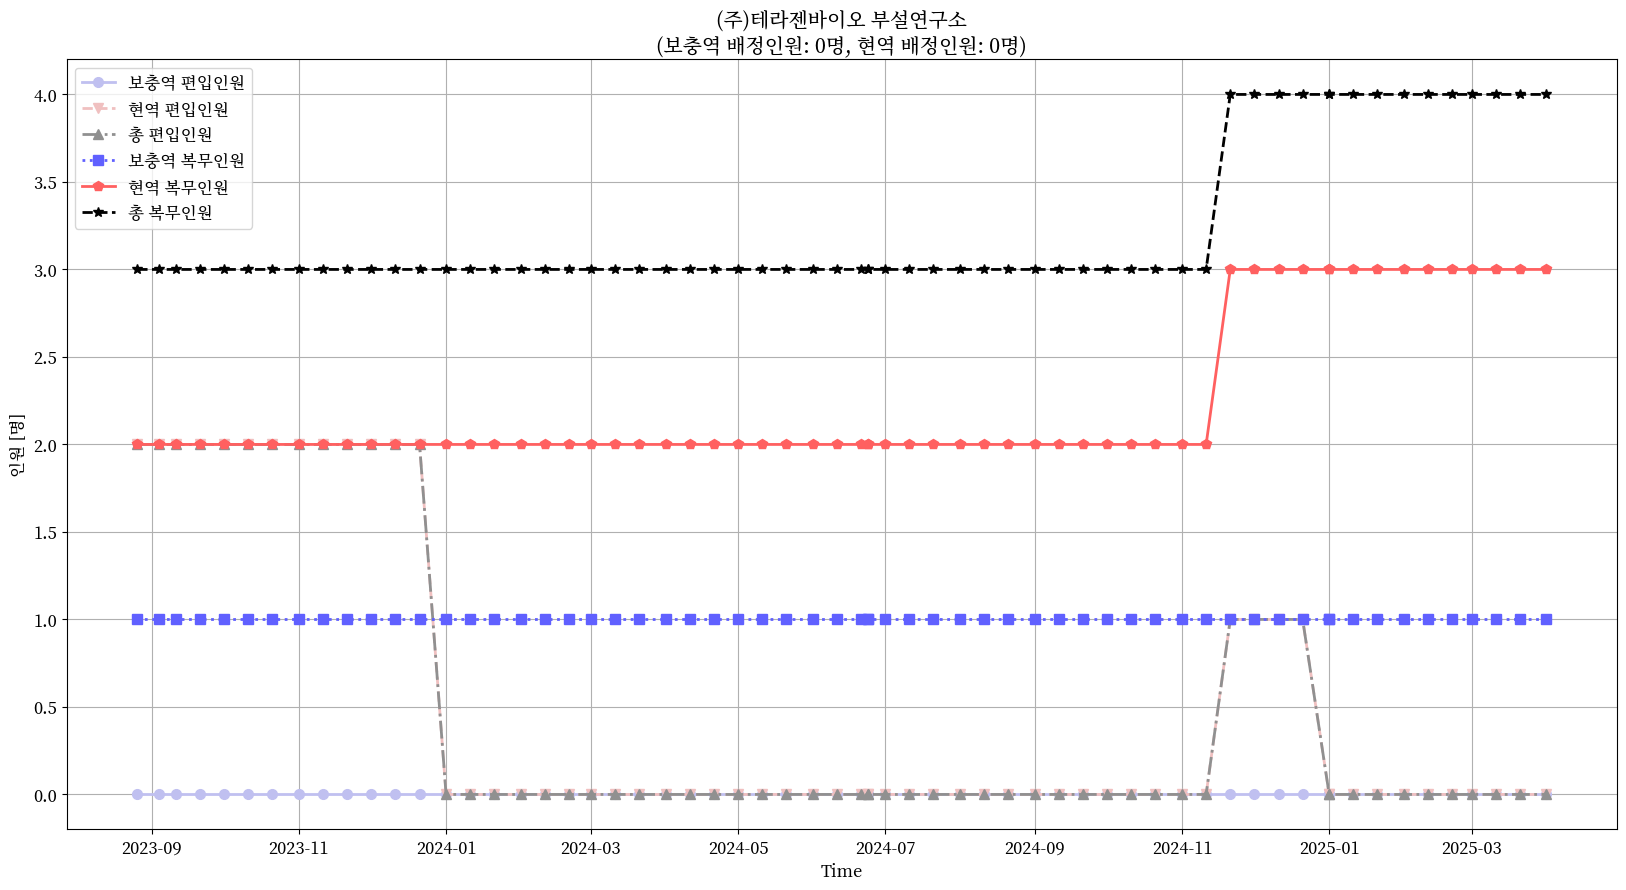 (주)테라젠바이오 부설연구소
(보충역 배정인원: 0명, 현역 배정인원: 0명)
보충역 편입인원
현역 편입인원
총 편입인원
보충역 복무인원
현역 복무인원
총 복무인원
4.0
3.5
3.0
2.5
2.0
1.5
1.0
0.5
0.0
인원 [명]
2023-09 2023-11 2024-01 2024-03 2024-05 2024-07 2024-09 2024-11 2025-01 2025-03
Time